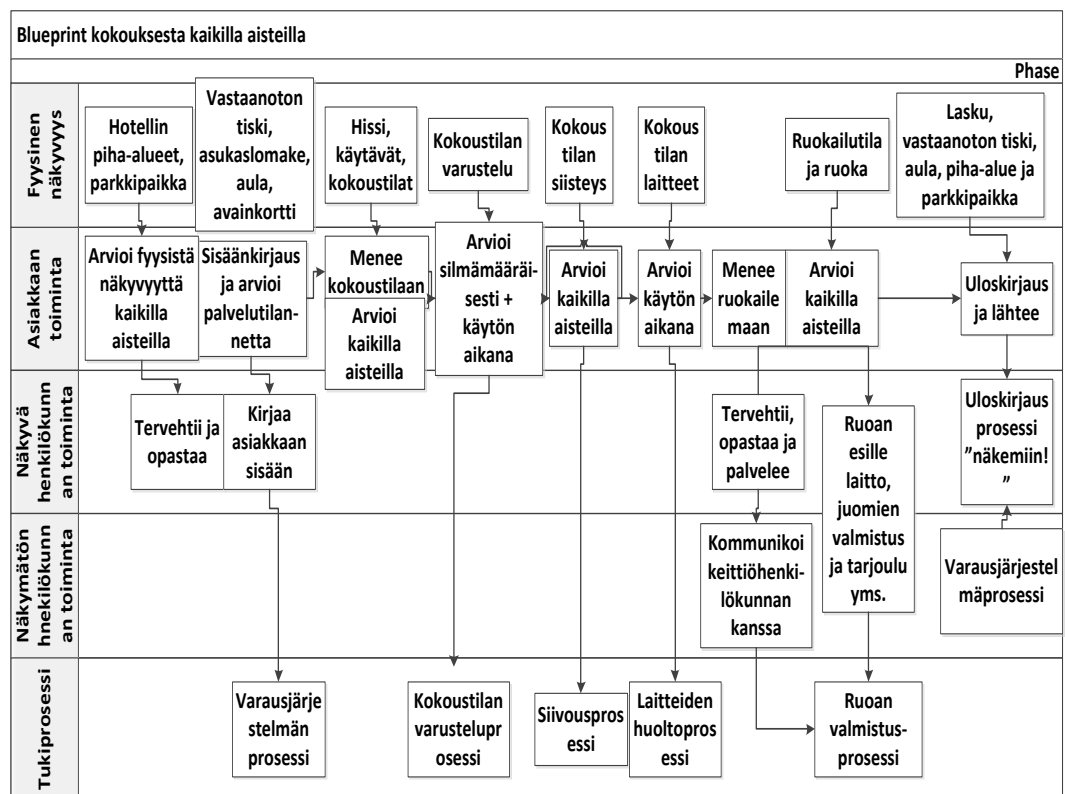 Blueprint kokouksesta kaikilla aisteilla
Phase
Fyysinen
näkyvyys
Hotellin
piha-alueet,
parkkipaikka
Vastaanoton
tiski,
asukaslomake,
aula,
avainkortti
Hissi,
käytävät,
kokoustilat
Kokoustilan
varustelu
Kokous
tilan
siisteys
Kokous
tilan
laitteet
Ruokailutila
ja ruoka
Lasku,
vastaanoton tiski,
aula, piha-alue ja
parkkipaikka
Asiakkaan
toiminta
Arvioi fyysistä
näkyvyyttä
kaikilla
aisteilla
Sisäänkirjaus
ja arvioi
palvelutilan-
netta
Menee
kokoustilaan
Arvioi
kaikilla
aisteilla
Arvioi
silmämääräi-
sesti +
käytön
aikana
Arvioi
kaikilla
aisteilla
Arvioi
käytön
aikana
Menee
ruokaile
maan
Arvioi
kaikilla
aisteilla
Uloskirjaus
ja lähtee
Näkyvä
henkilökunn
an toiminta
Tervehtii ja
opastaa
Kirjaa
asiakkaan
sisään
Tervehtii,
opastaa ja
palvelee
Ruoan
esille
laitto,
juomien
valmistus
ja tarjoulu
yms.
Uloskirjaus
prosessi
”näkemiin!
”
Näkymätön
hnekilökunn
an toiminta
Kommunikoi
keittiöhenki-
lökunnan
kanssa
Varausjärjestel
mäprosessi
Tukiprosessi
Varausjärje
stelmän
prosessi
Kokoustilan
varustelupr
osessi
Siivouspros
essi
Laitteiden
huoltopros
essi
Ruoan
valmistus-
prosessi